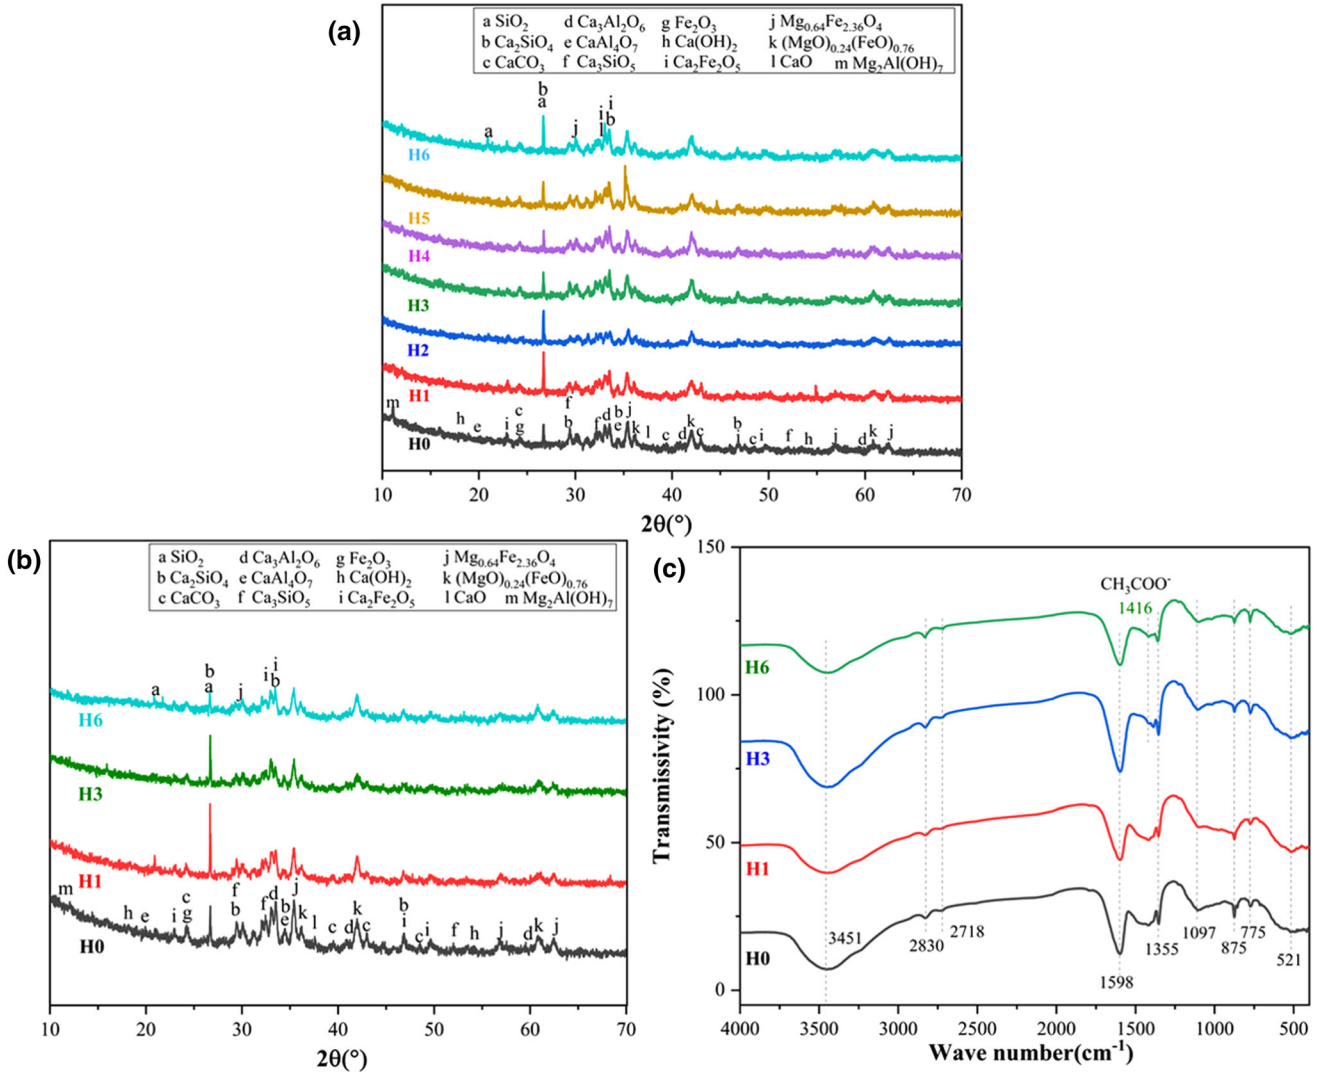 (a)
a SiO₂ d Ca₃Al₂O₆ g Fe₂O₃ j Mg₀.₆₄Fe₂.₃₆O₄
b Ca₂SiO₄ e CaAl₄O₇ h Ca(OH)₂ k (MgO)₀.₂₄(FeO)₀.₇₆
c CaCO₃ f Ca₃SiO₅ i Ca₂Fe₂O₅ l CaO m Mg₂Al(OH)₇
b i
a a j i l b
H6
H5
H4
H3
H2
H1
c f
m h e i g b f d b e j k l c d k c b i c i f h j d k j
H0
10 20 30 40 50 60 70
2θ(°)
(b)
a SiO₂ d Ca₃Al₂O₆ g Fe₂O₃ j Mg₀.₆₄Fe₂.₃₆O₄
b Ca₂SiO₄ e CaAl₄O₇ h Ca(OH)₂ k (MgO)₀.₂₄(FeO)₀.₇₆
c CaCO₃ f Ca₃SiO₅ i Ca₂Fe₂O₅ l CaO m Mg₂Al(OH)₇
b i
a a j i b
H6
H3
H1
c f d j b
m h e i g b f b e k l c d k c i c i f h j d k j
H0
10 20 30 40 50 60 70
2θ(°)
(c)
150
100
50
0
Transmissivity (%)
CH₃COO⁻
1416
H6
H3
H1
H0
3451
2830
2718
1598
1355
1097
875
775
521
4000 3500 3000 2500 2000 1500 1000 500
Wave number(cm⁻¹)